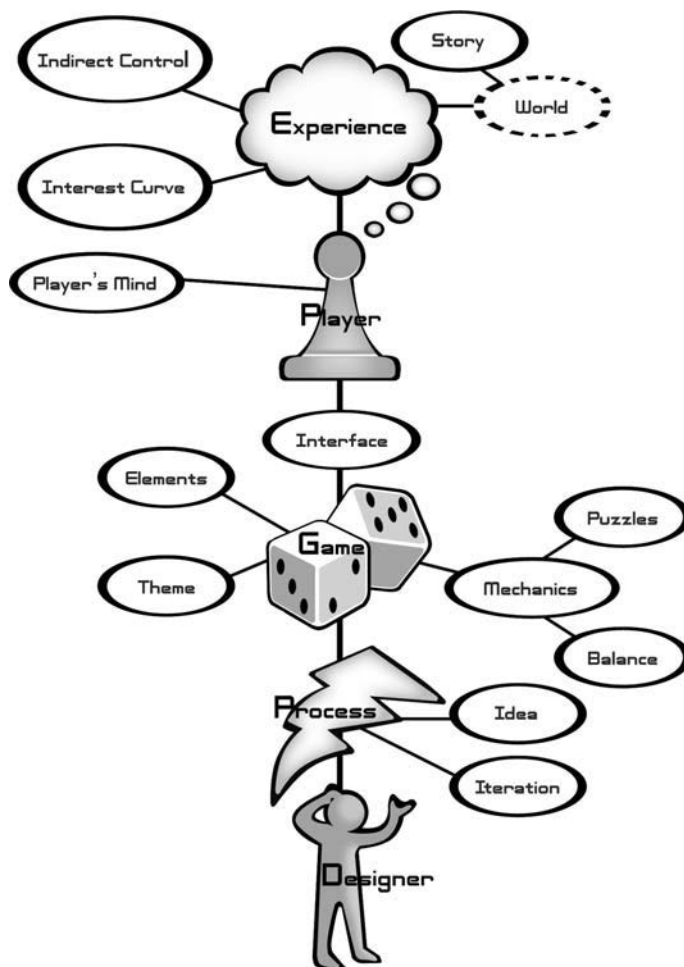 Story
Indirect Control
World
Experience
Interest Curve
Player's Mind
Player
Interface
Elements
Puzzles
Game
Theme
Mechanics
Balance
Process
Idea
Iteration
Designer